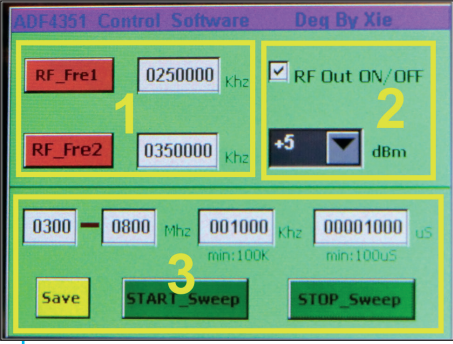 ADF4351 Control Software Deg By Xie
RF_Fre1 0250000 Khz
RF Out ON/OFF
1
2
RF_Fre2 0350000 Khz
+5 dBm
0300 - 0800 Mhz 001000 Khz 00001000 uS
min:100K min:100uS
3
Save START_Sweep STOP_Sweep